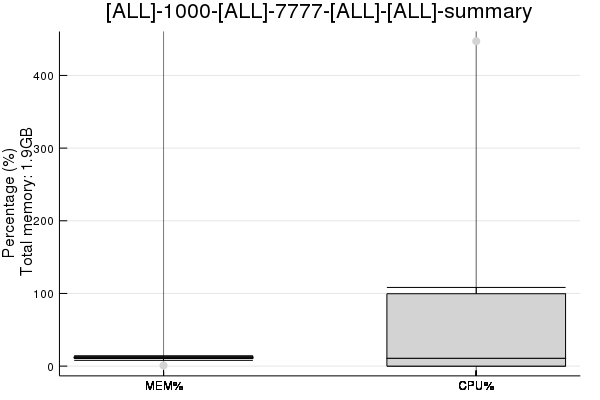 [ALL]-1000-[ALL]-7777-[ALL]-[ALL]-summary
Percentage (%)
Total memory: 1.9GB
400
300
200
100
0
MEM%
CPU%